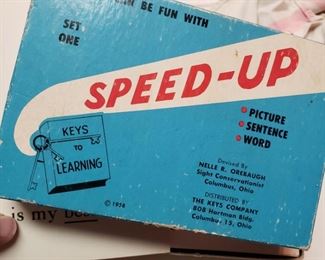 CAN BE FUN WITH
SET
ONE
SPEED-UP
• PICTURE
• SENTENCE
• WORD
KEYS
TO
LEARNING
Devised By
NELLE R. OREBAUGH
Sight Conservationist
Columbus, Ohio
DISTRIBUTED BY
THE KEYS COMPANY
808 Hartman Bldg.
Columbus 15, Ohio
© 1958
is my